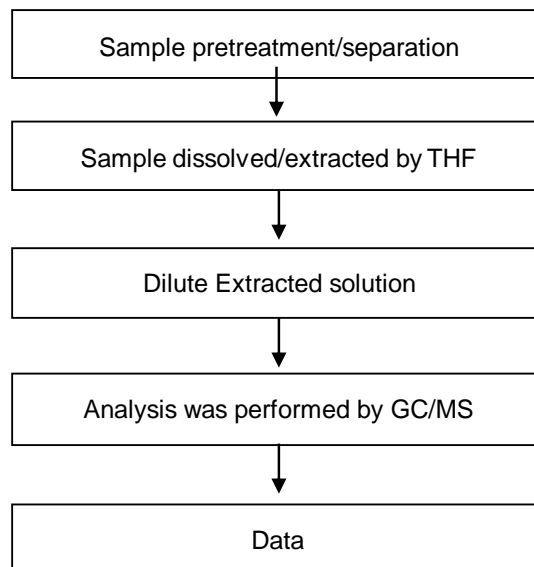 Sample pretreatment/separation
Sample dissolved/extracted by THF
Dilute Extracted solution
Analysis was performed by GC/MS
Data